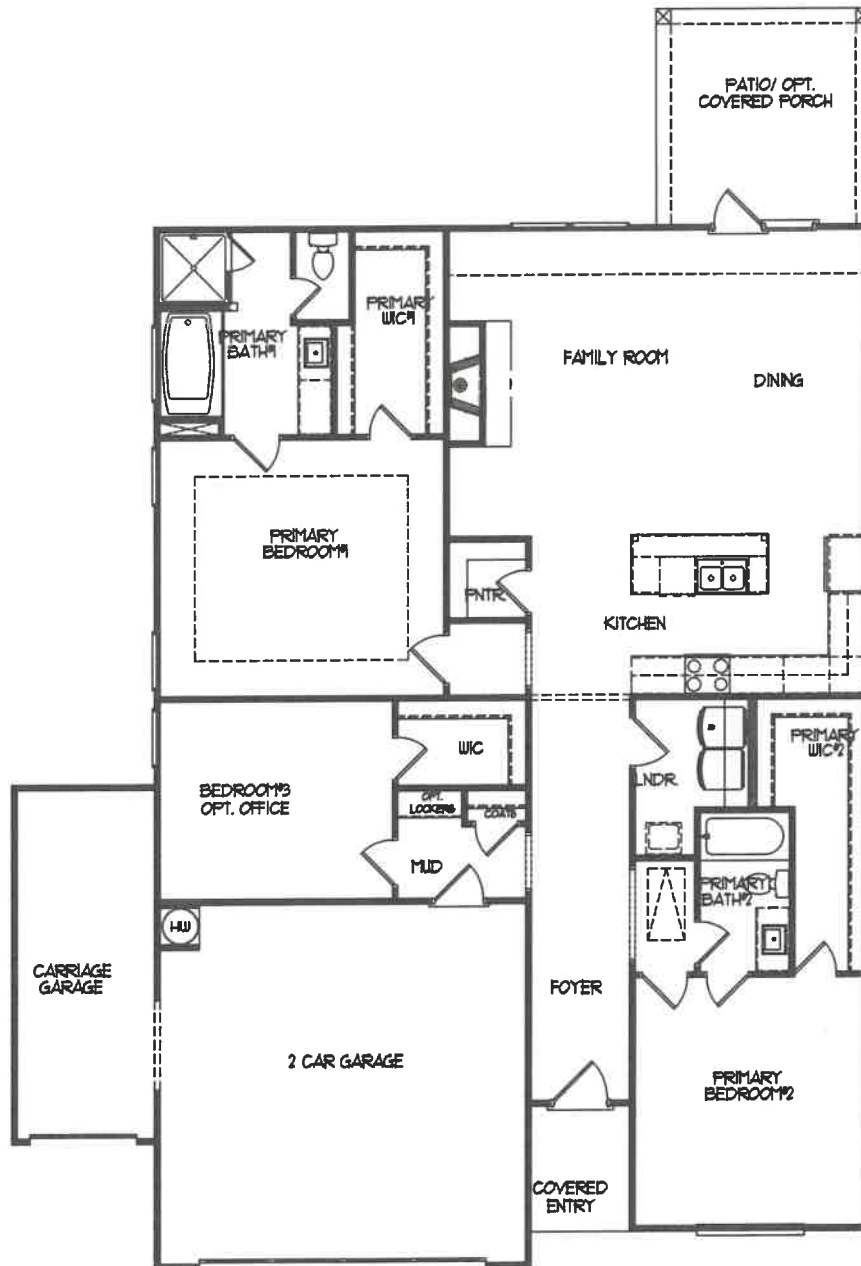 PATIO/ OPT.
COVERED PORCH
PRIMARY
WIC#1
PRIMARY
BATH#1
FAMILY ROOM
DINING
PRIMARY
BEDROOM#1
PNTR
KITCHEN
WIC
PRIMARY
WIC#2
LNDR
BEDROOM#3
OPT. OFFICE
OPT.
LOCKERS
COATS
MUD
PRIMARY
BATH#2
HW
CARRIAGE
GARAGE
FOYER
2 CAR GARAGE
PRIMARY
BEDROOM#2
COVERED
ENTRY